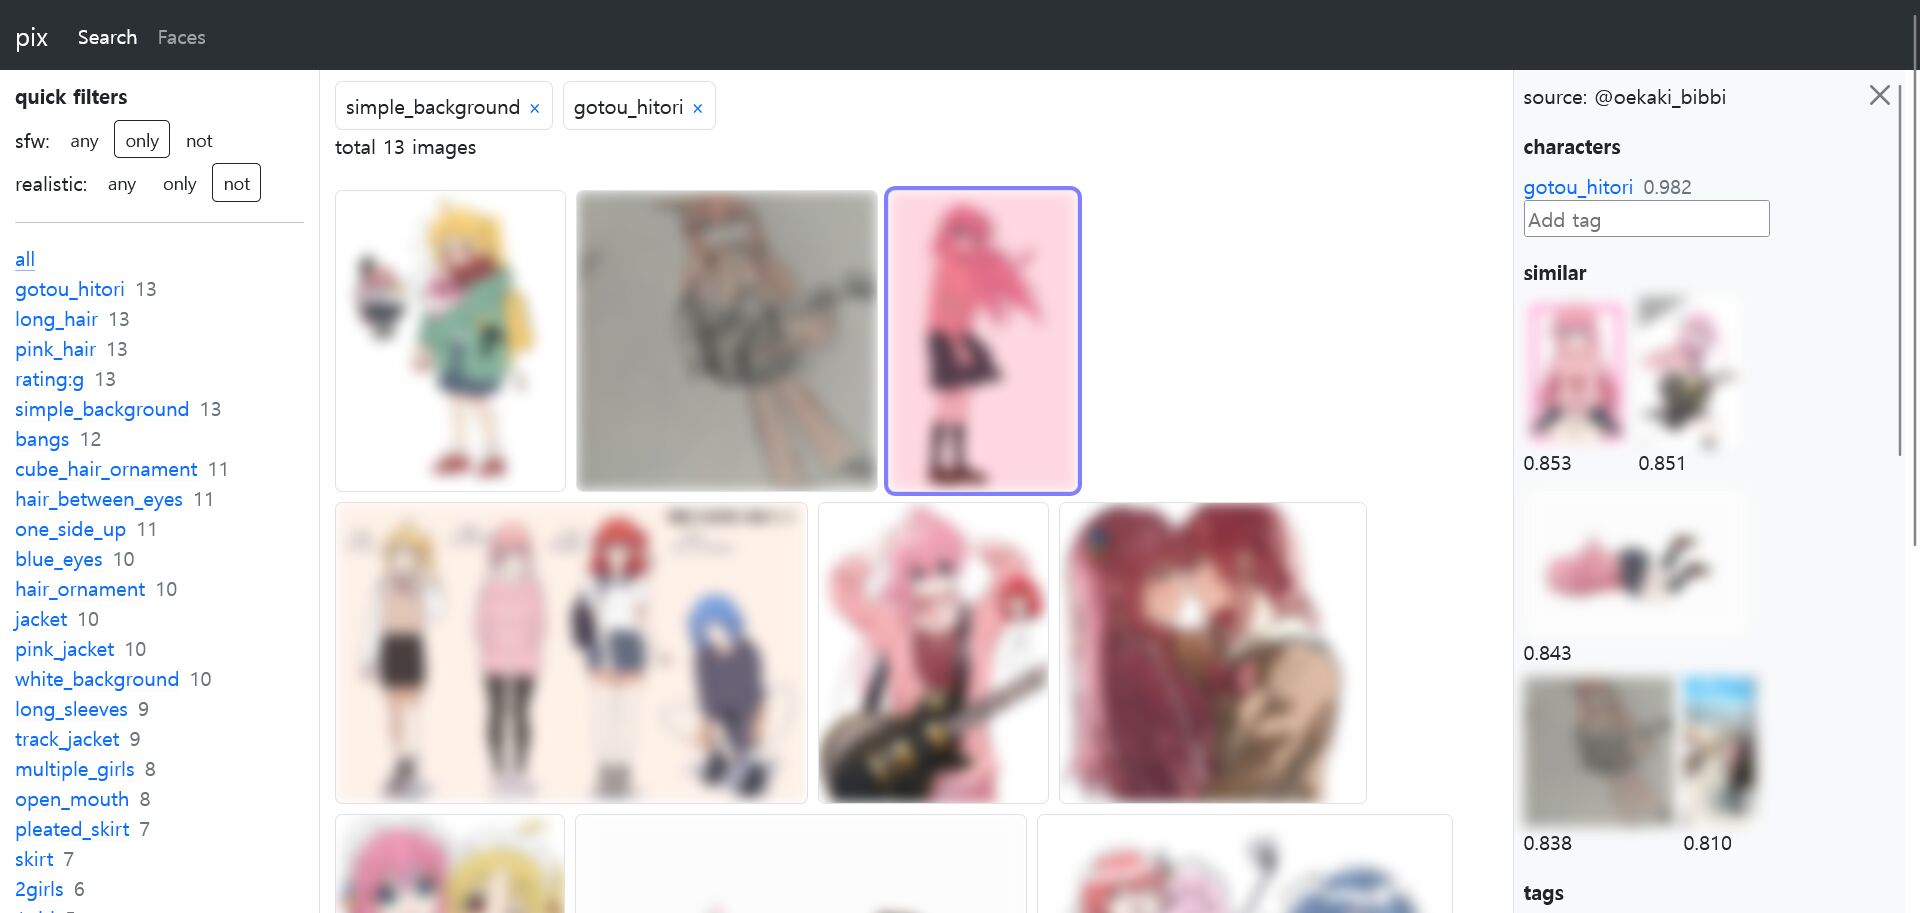 pix Search Faces
quick filters
sfw: any only not
realistic: any only not
all
gotou_hitori 13
long_hair 13
pink_hair 13
rating:g 13
simple_background 13
bangs 12
cube_hair_ornament 11
hair_between_eyes 11
one_side_up 11
blue_eyes 10
hair_ornament 10
jacket 10
pink_jacket 10
white_background 10
long_sleeves 9
track_jacket 9
multiple_girls 8
open_mouth 8
pleated_skirt 7
skirt 7
2girls 6
simple_background ×
gotou_hitori ×
total 13 images
source: @oekaki_bibbi
characters
gotou_hitori 0.982
Add tag
similar
0.853 0.851
0.843
0.838 0.810
tags